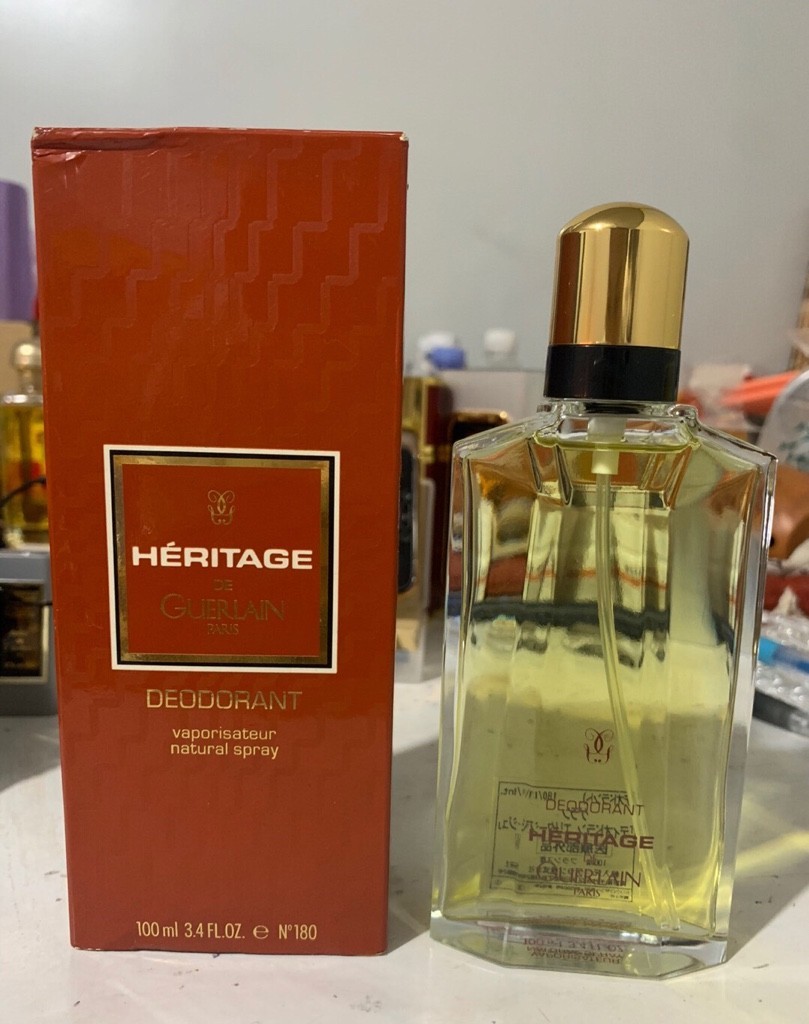 HÉRITAGE
DE
GUERLAIN
PARIS
DEODORANT
vaporisateur
natural spray
100 ml 3.4 FL.OZ. ℮ N°180
DEODORANT
HÉRITAGE
GUERLAIN
PARIS